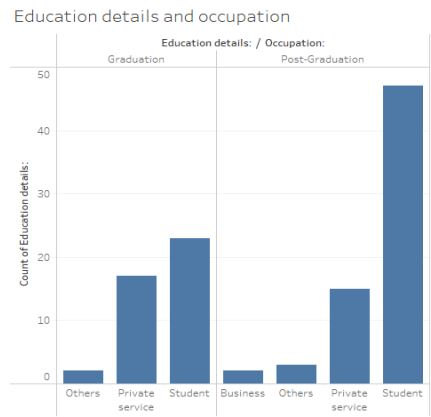 Education details and occupation
Education details: / Occupation:
Graduation
Post-Graduation
Count of Education details:
50
40
30
20
10
0
Others
Private
service
Student
Business
Others
Private
service
Student